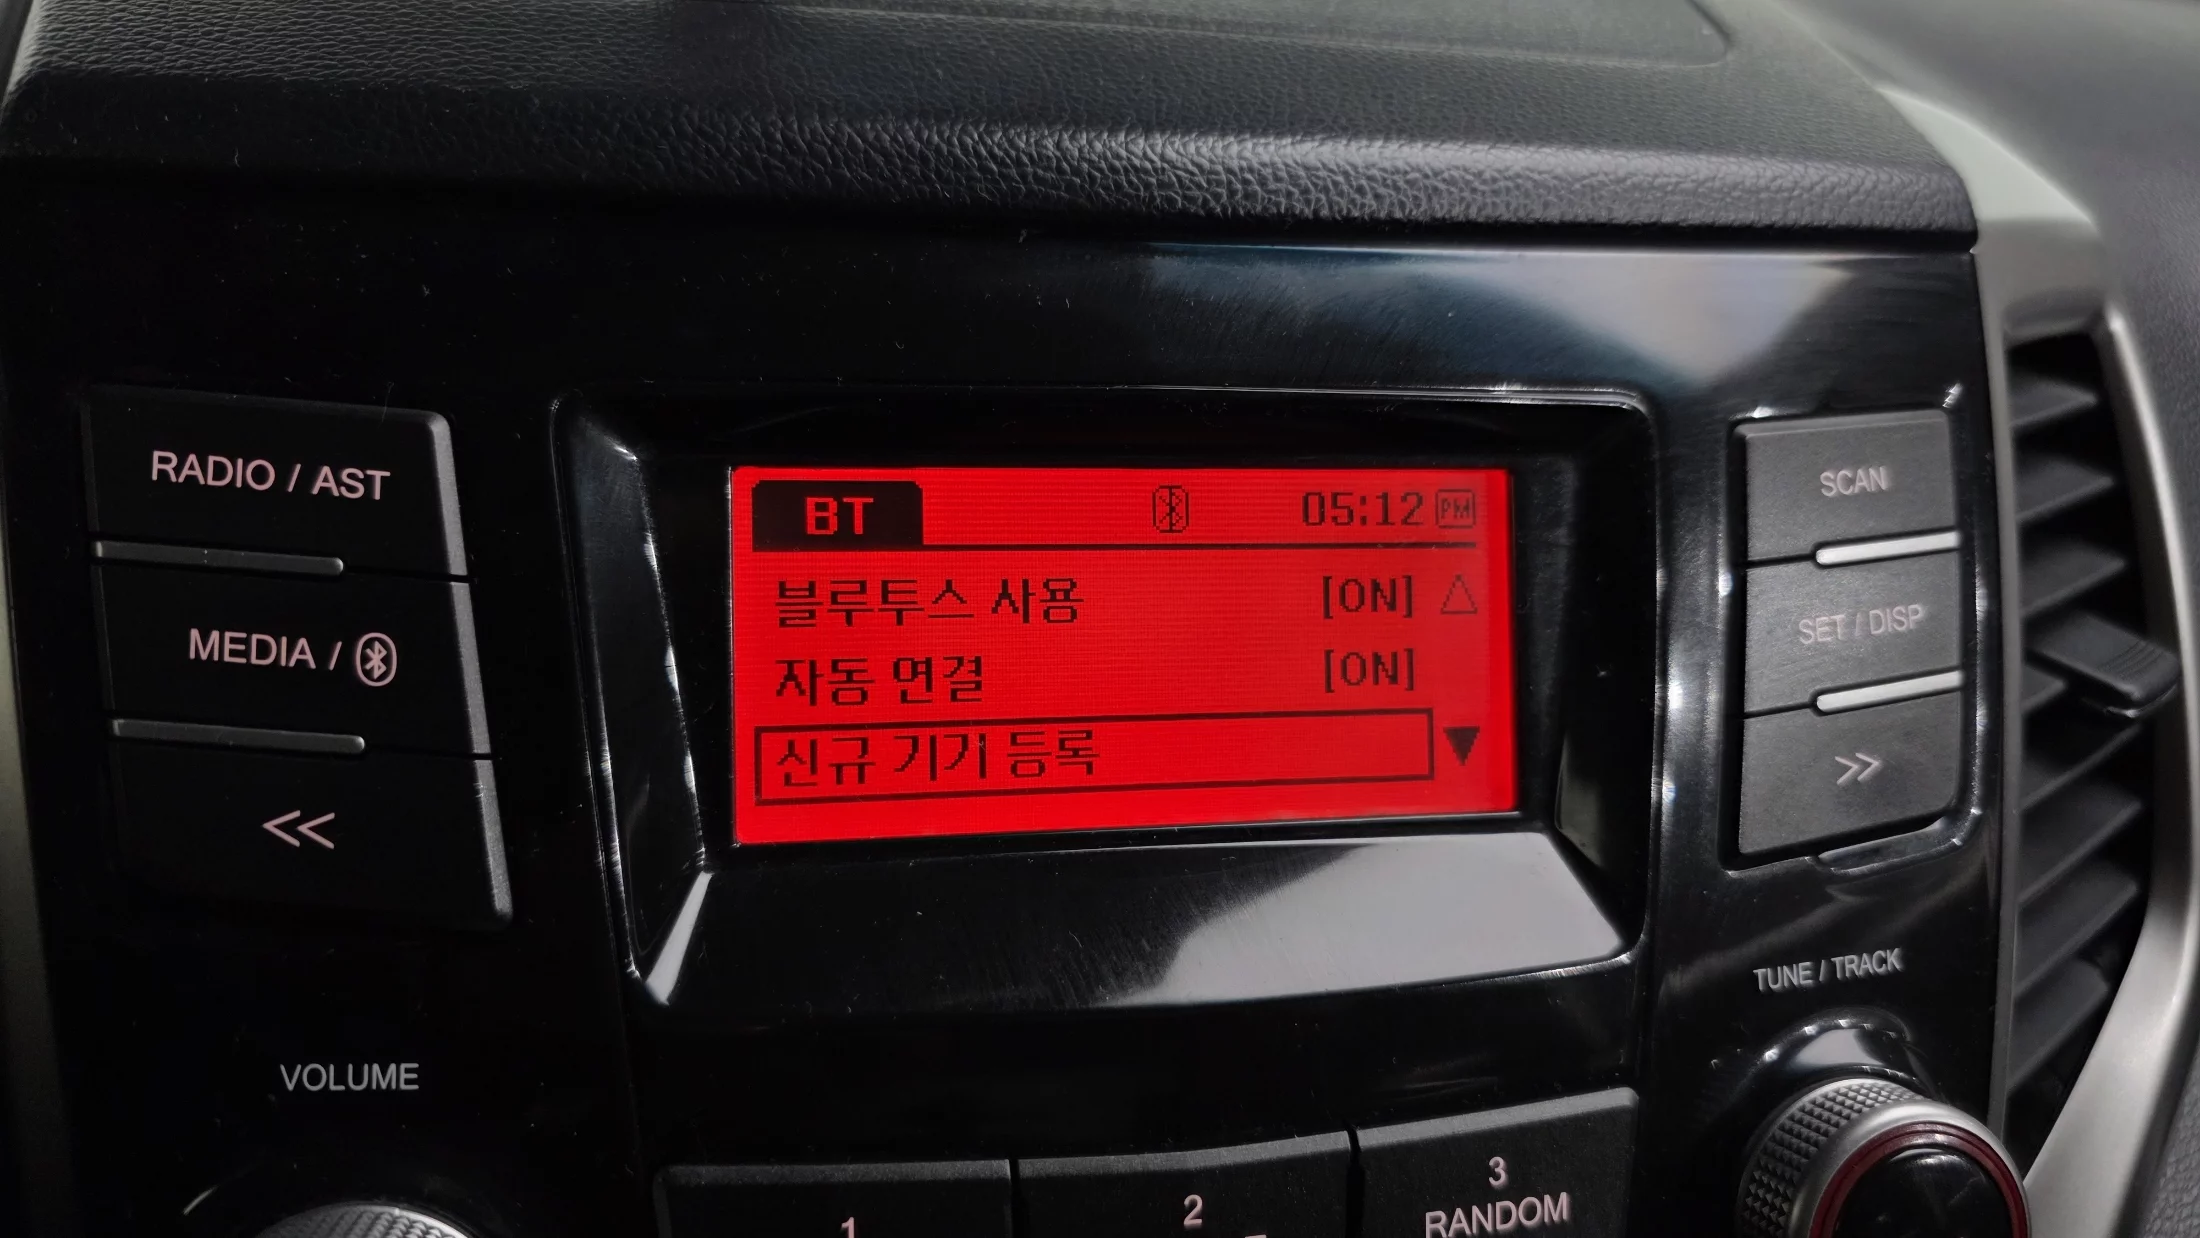 RADIO / AST
MEDIA /
<<
VOLUME
BT 05:12 PM
블루투스 사용 [ON]
자동 연결 [ON]
신규 기기 등록
SCAN
SET / DISP
>>
TUNE / TRACK
1
2
3
RANDOM